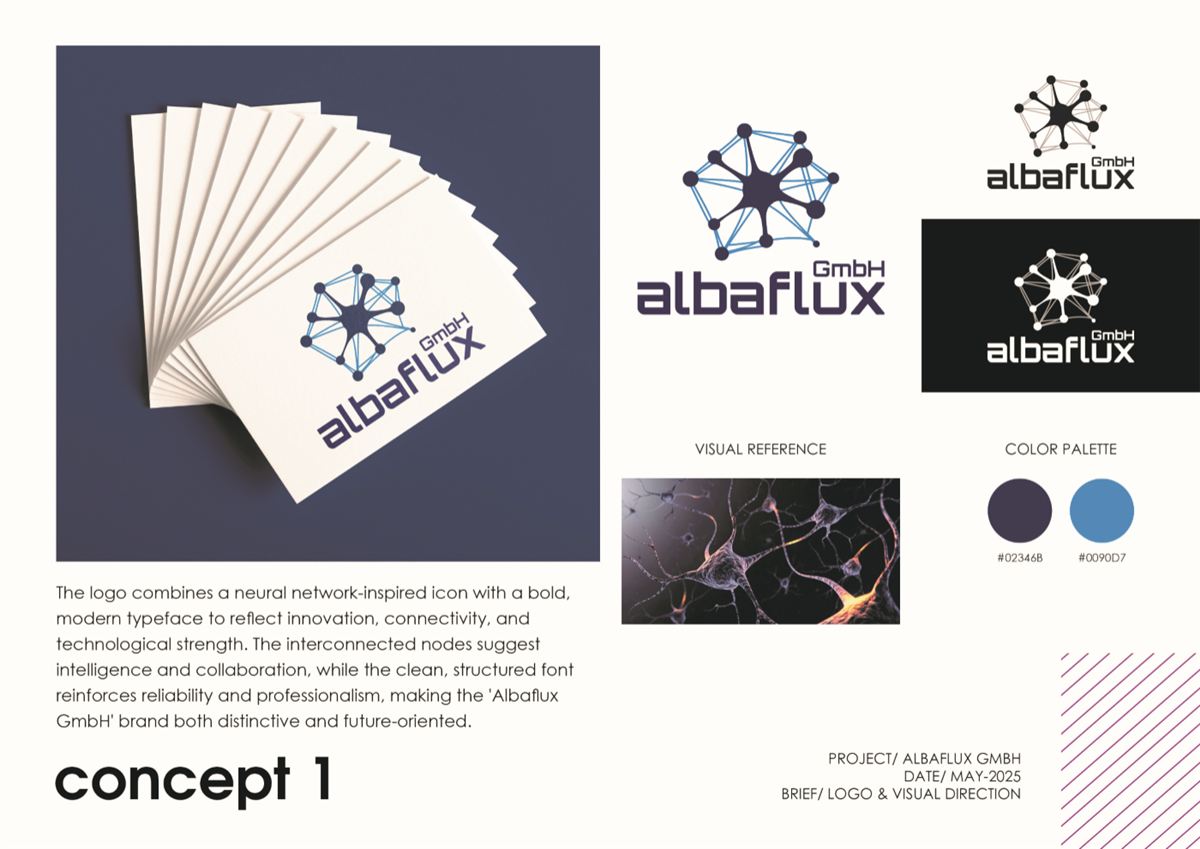 albaflux
GmbH
The logo combines a neural network-inspired icon with a bold,
modern typeface to reflect innovation, connectivity, and
technological strength. The interconnected nodes suggest
intelligence and collaboration, while the clean, structured font
reinforces reliability and professionalism, making the 'Albaflux
GmbH' brand both distinctive and future-oriented.
concept 1
GmbH
albaflux
GmbH
albaflux
GmbH
albaflux
VISUAL REFERENCE
COLOR PALETTE
#02346B
#0090D7
PROJECT/ ALBAFLUX GMBH
DATE/ MAY-2025
BRIEF/ LOGO & VISUAL DIRECTION